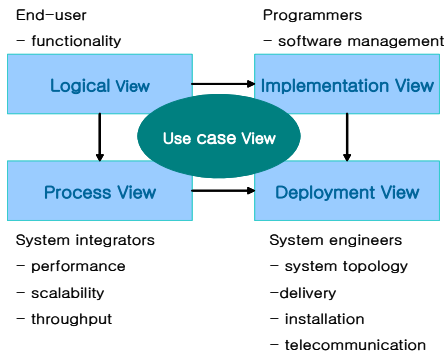 End-user
- functionality
Programmers
- software management
Logical View
Implementation View
Use case View
Process View
Deployment View
System integrators
- performance
- scalability
- throughput
System engineers
- system topology
-delivery
- installation
- telecommunication